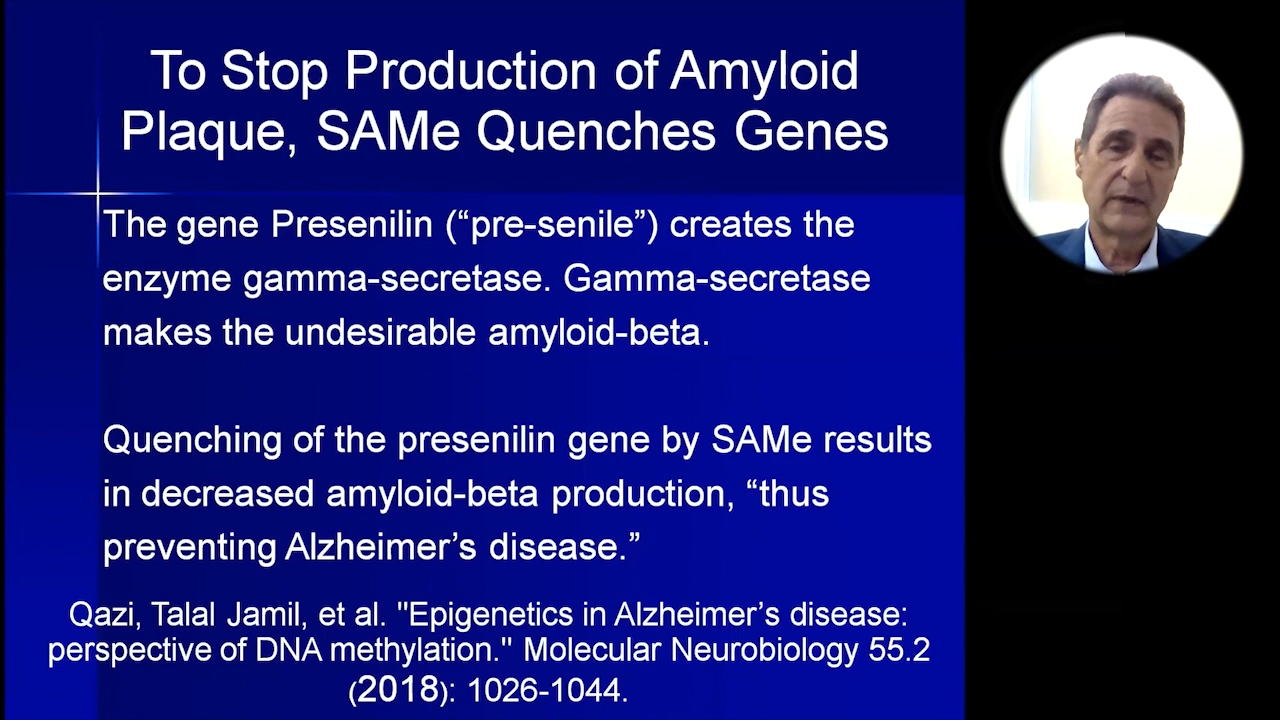 To Stop Production of Amyloid
Plaque, SAMe Quenches Genes
The gene Presenilin (“pre-senile”) creates the
enzyme gamma-secretase. Gamma-secretase
makes the undesirable amyloid-beta.
Quenching of the presenilin gene by SAMe results
in decreased amyloid-beta production, “thus
preventing Alzheimer’s disease.”
Qazi, Talal Jamil, et al. "Epigenetics in Alzheimer’s disease:
perspective of DNA methylation." Molecular Neurobiology 55.2
(2018): 1026-1044.